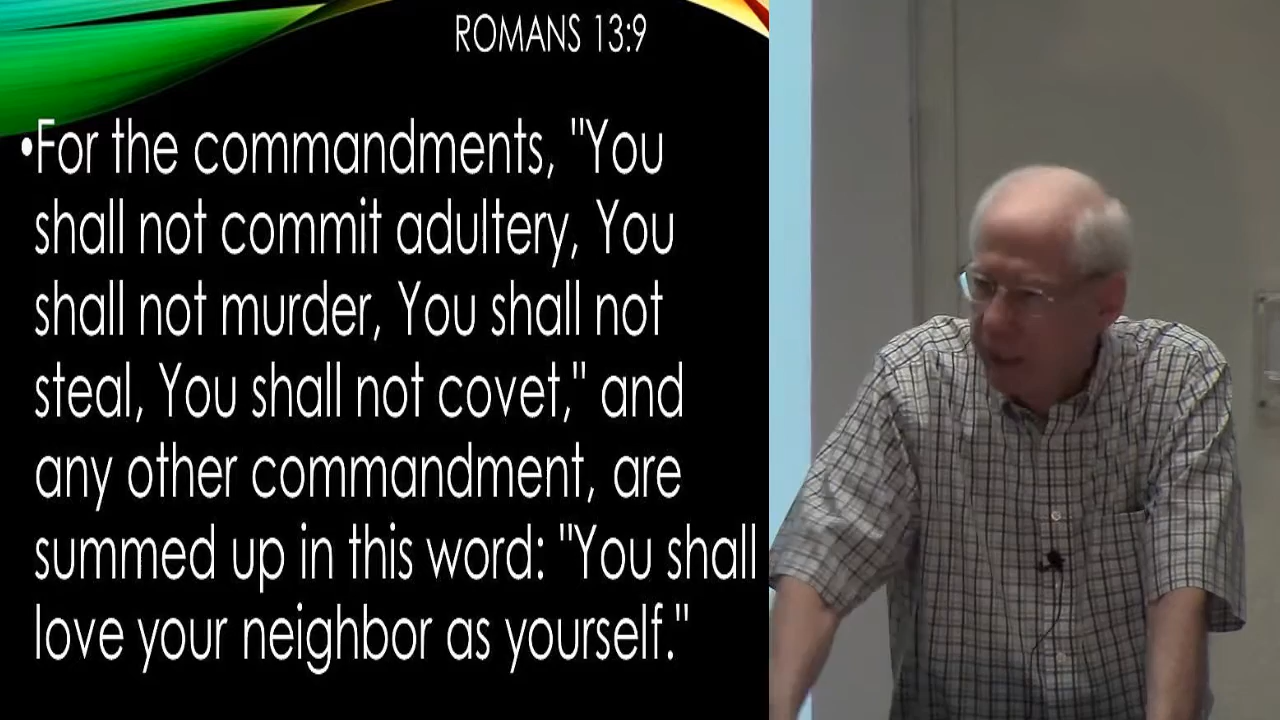 ROMANS 13:9
•For the commandments, "You
shall not commit adultery, You
shall not murder, You shall not
steal, You shall not covet," and
any other commandment, are
summed up in this word: "You shall
love your neighbor as yourself."